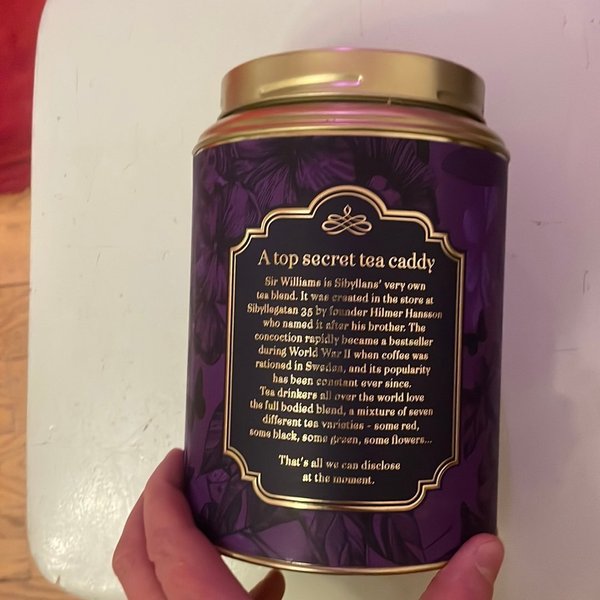 A top secret tea caddy
Sir Williams is Sibyllans' very own
tea blend. It was created in the store at
Sibyllegatan 35 by founder Hilmer Hansson
who named it after his brother. The
concoction rapidly became a bestseller
during World War II when coffee was
rationed in Sweden, and its popularity
has been constant ever since.
Tea drinkers all over the world love
the full bodied blend, a mixture of seven
different tea varieties - some red,
some black, some green, some flowers...
That's all we can disclose
at the moment.